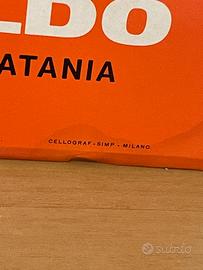 LDO
ATANIA
CELLOGRAF - SIMP - MILANO
subito